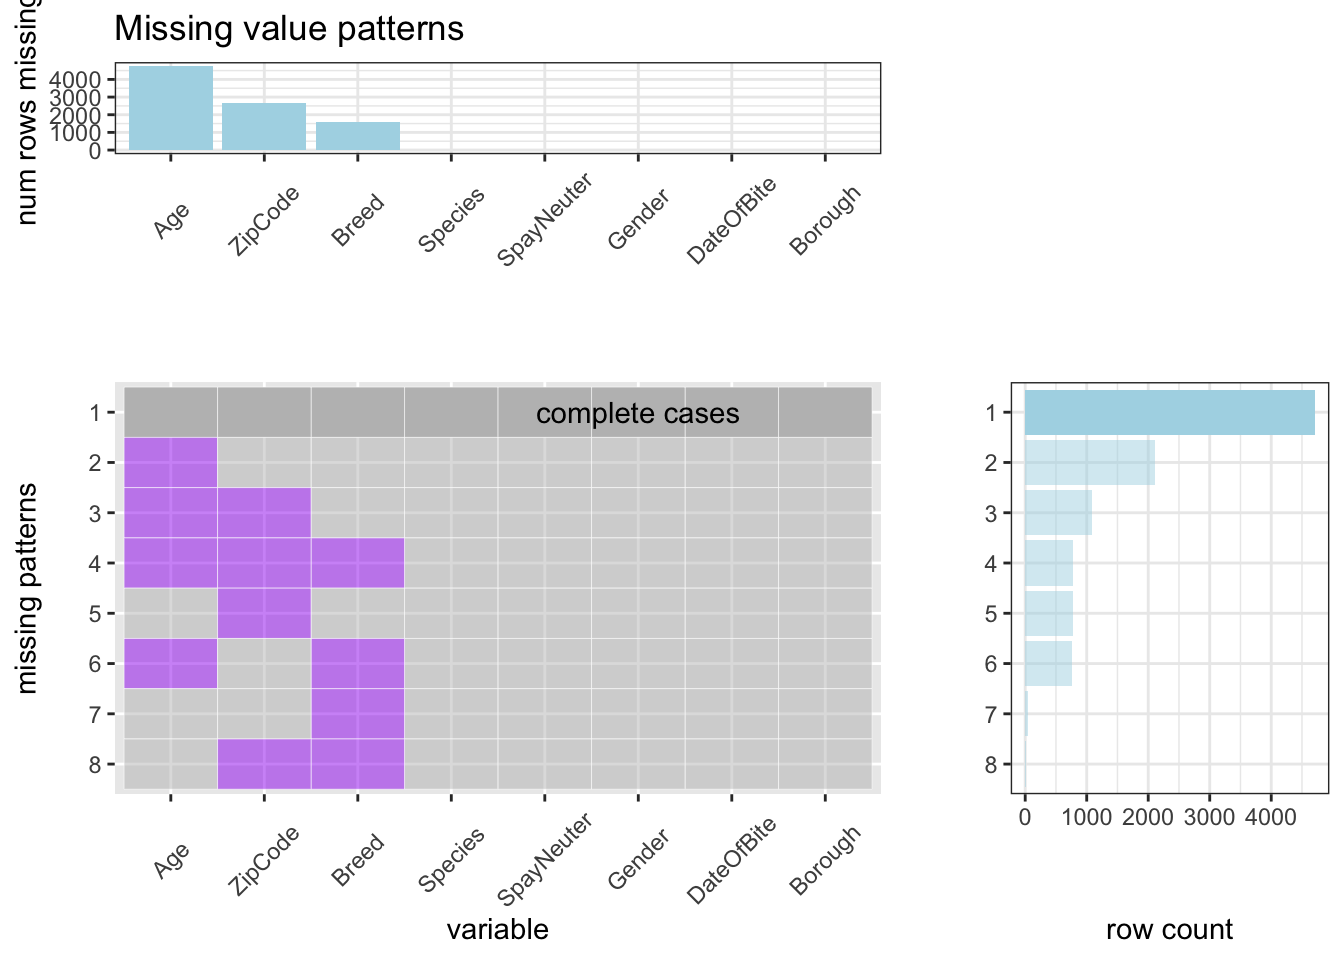 Missing value patterns
num rows missing
4000
3000
2000
1000
0
Age
ZipCode
Breed
Species
SpayNeuter
Gender
DateOfBite
Borough
missing patterns
1
2
3
4
5
6
7
8
complete cases
Age
ZipCode
Breed
Species
SpayNeuter
Gender
DateOfBite
Borough
variable
1
2
3
4
5
6
7
8
0 1000 2000 3000 4000
row count